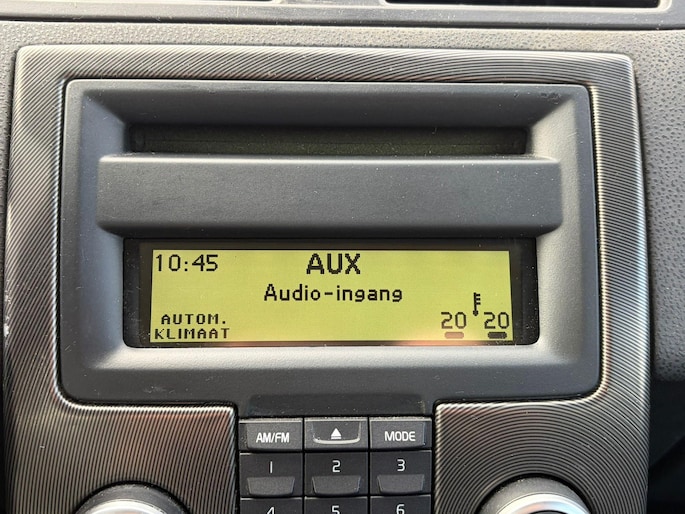 10:45
AUX
Audio-ingang
AUTOM.
KLIMAAT
20 20
AM/FM
MODE
1 2 3
4 5 6